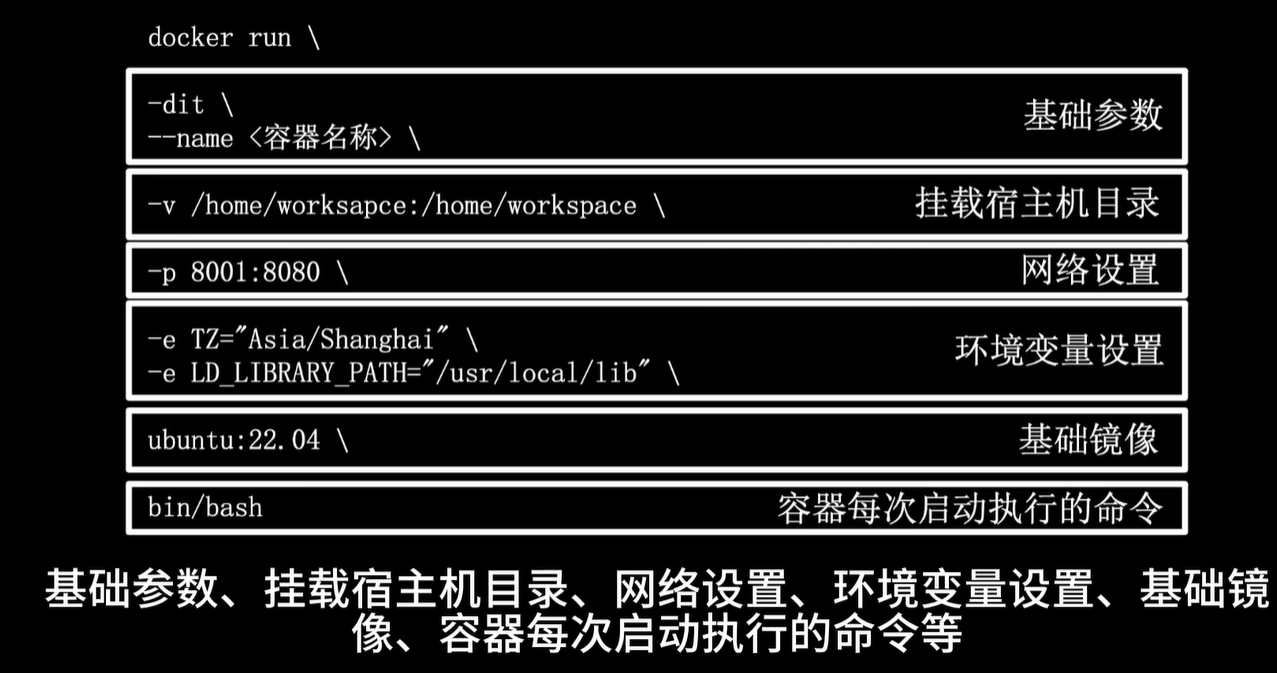 docker run \
-dit \
--name <容器名称> \
基础参数
-v /home/worksapce:/home/workspace \
挂载宿主机目录
-p 8001:8080 \
网络设置
-e TZ="Asia/Shanghai" \
-e LD_LIBRARY_PATH="/usr/local/lib" \
环境变量设置
ubuntu:22.04 \
基础镜像
bin/bash
容器每次启动执行的命令
基础参数、挂载宿主机目录、网络设置、环境变量设置、基础镜
像、容器每次启动执行的命令等